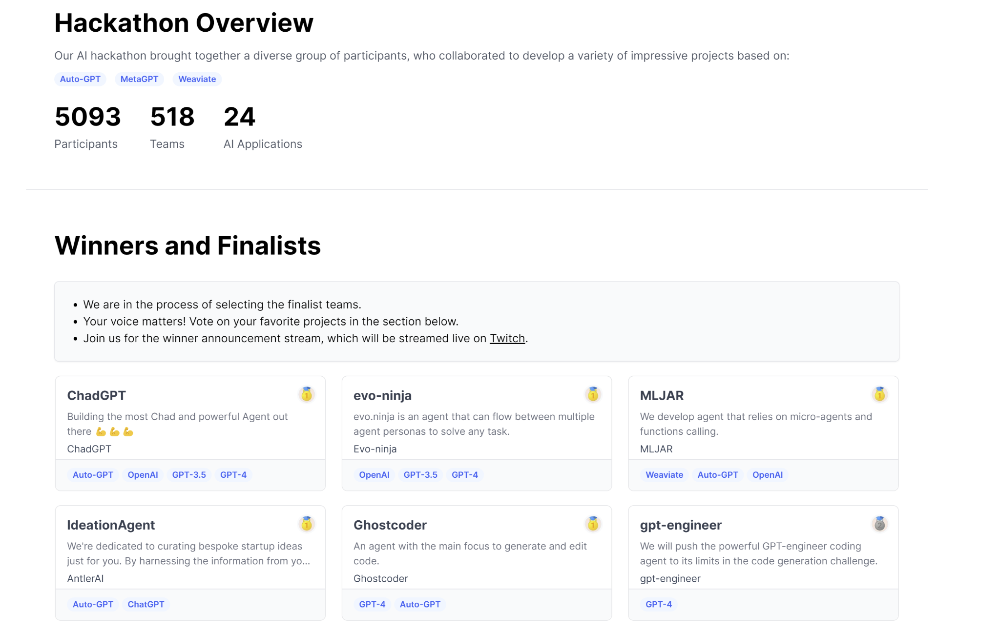 Hackathon Overview
Our AI hackathon brought together a diverse group of participants, who collaborated to develop a variety of impressive projects based on:
Auto-GPT MetaGPT Weaviate
5093 518 24
Participants Teams AI Applications
Winners and Finalists
• We are in the process of selecting the finalist teams.
• Your voice matters! Vote on your favorite projects in the section below.
• Join us for the winner announcement stream, which will be streamed live on Twitch.
ChadGPT
1
Building the most Chad and powerful Agent out
there 💪 💪 💪
ChadGPT
Auto-GPT OpenAI GPT-3.5 GPT-4
evo-ninja
1
evo.ninja is an agent that can flow between multiple
agent personas to solve any task.
Evo-ninja
OpenAI GPT-3.5 GPT-4
MLJAR
1
We develop agent that relies on micro-agents and
functions calling.
MLJAR
Weaviate Auto-GPT OpenAI
IdeationAgent
1
We're dedicated to curating bespoke startup ideas
just for you. By harnessing the information from yo...
AntlerAI
Auto-GPT ChatGPT
Ghostcoder
1
An agent with the main focus to generate and edit
code.
Ghostcoder
GPT-4 Auto-GPT
gpt-engineer
2
We will push the powerful GPT-engineer coding
agent to its limits in the code generation challenge.
gpt-engineer
GPT-4